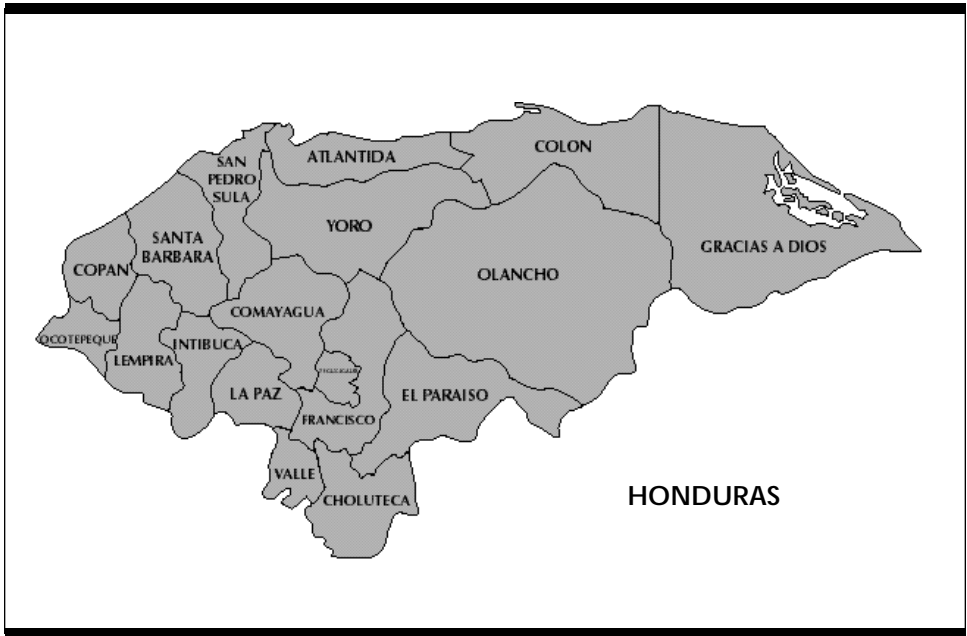 ATLANTIDA
COLON
SAN
PEDRO
SULA
YORO
SANTA
BARBARA
GRACIAS A DIOS
COPAN
OLANCHO
COMAYAGUA
OCOTEPEQUE
INTIBUCA
LEMPIRA
LA PAZ
EL PARAISO
FRANCISCO
VALLE
CHOLUTECA
HONDURAS